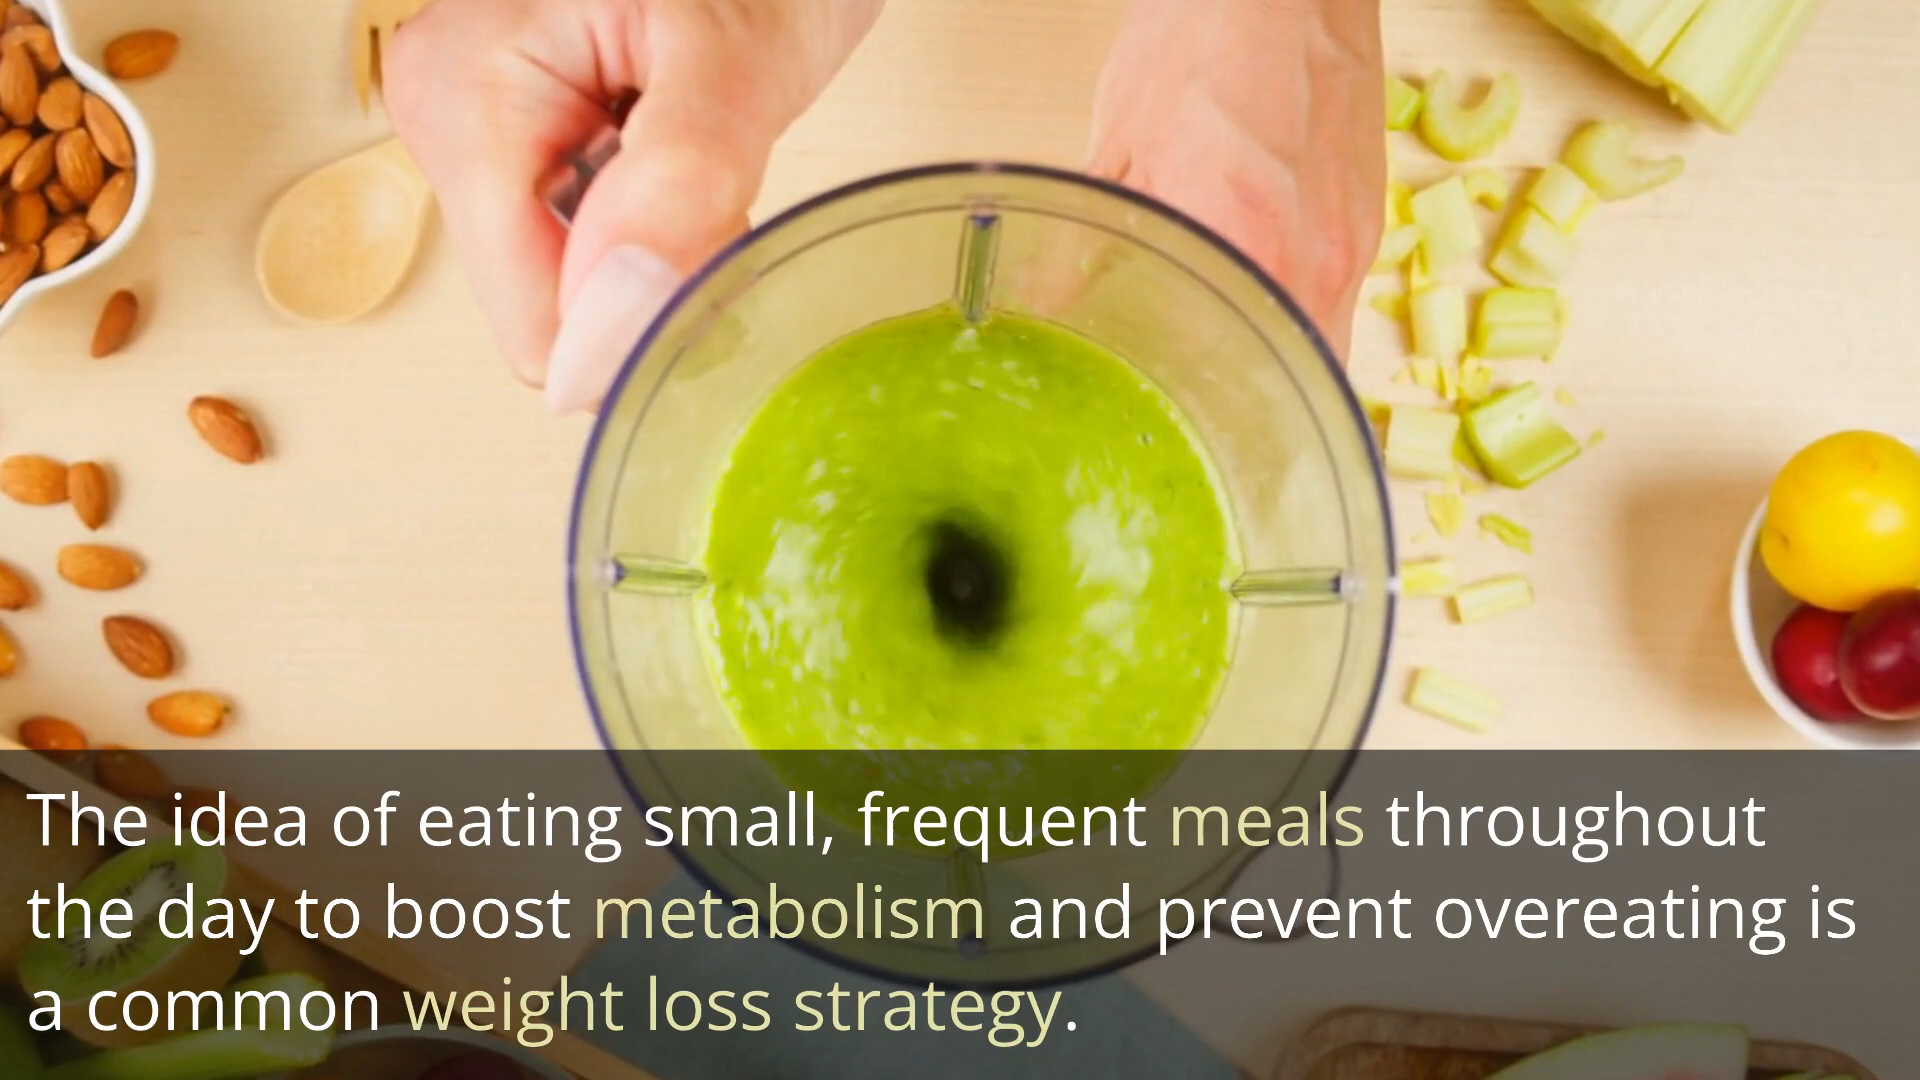 The idea of eating small, frequent meals throughout
the day to boost metabolism and prevent overeating is
a common weight loss strategy.